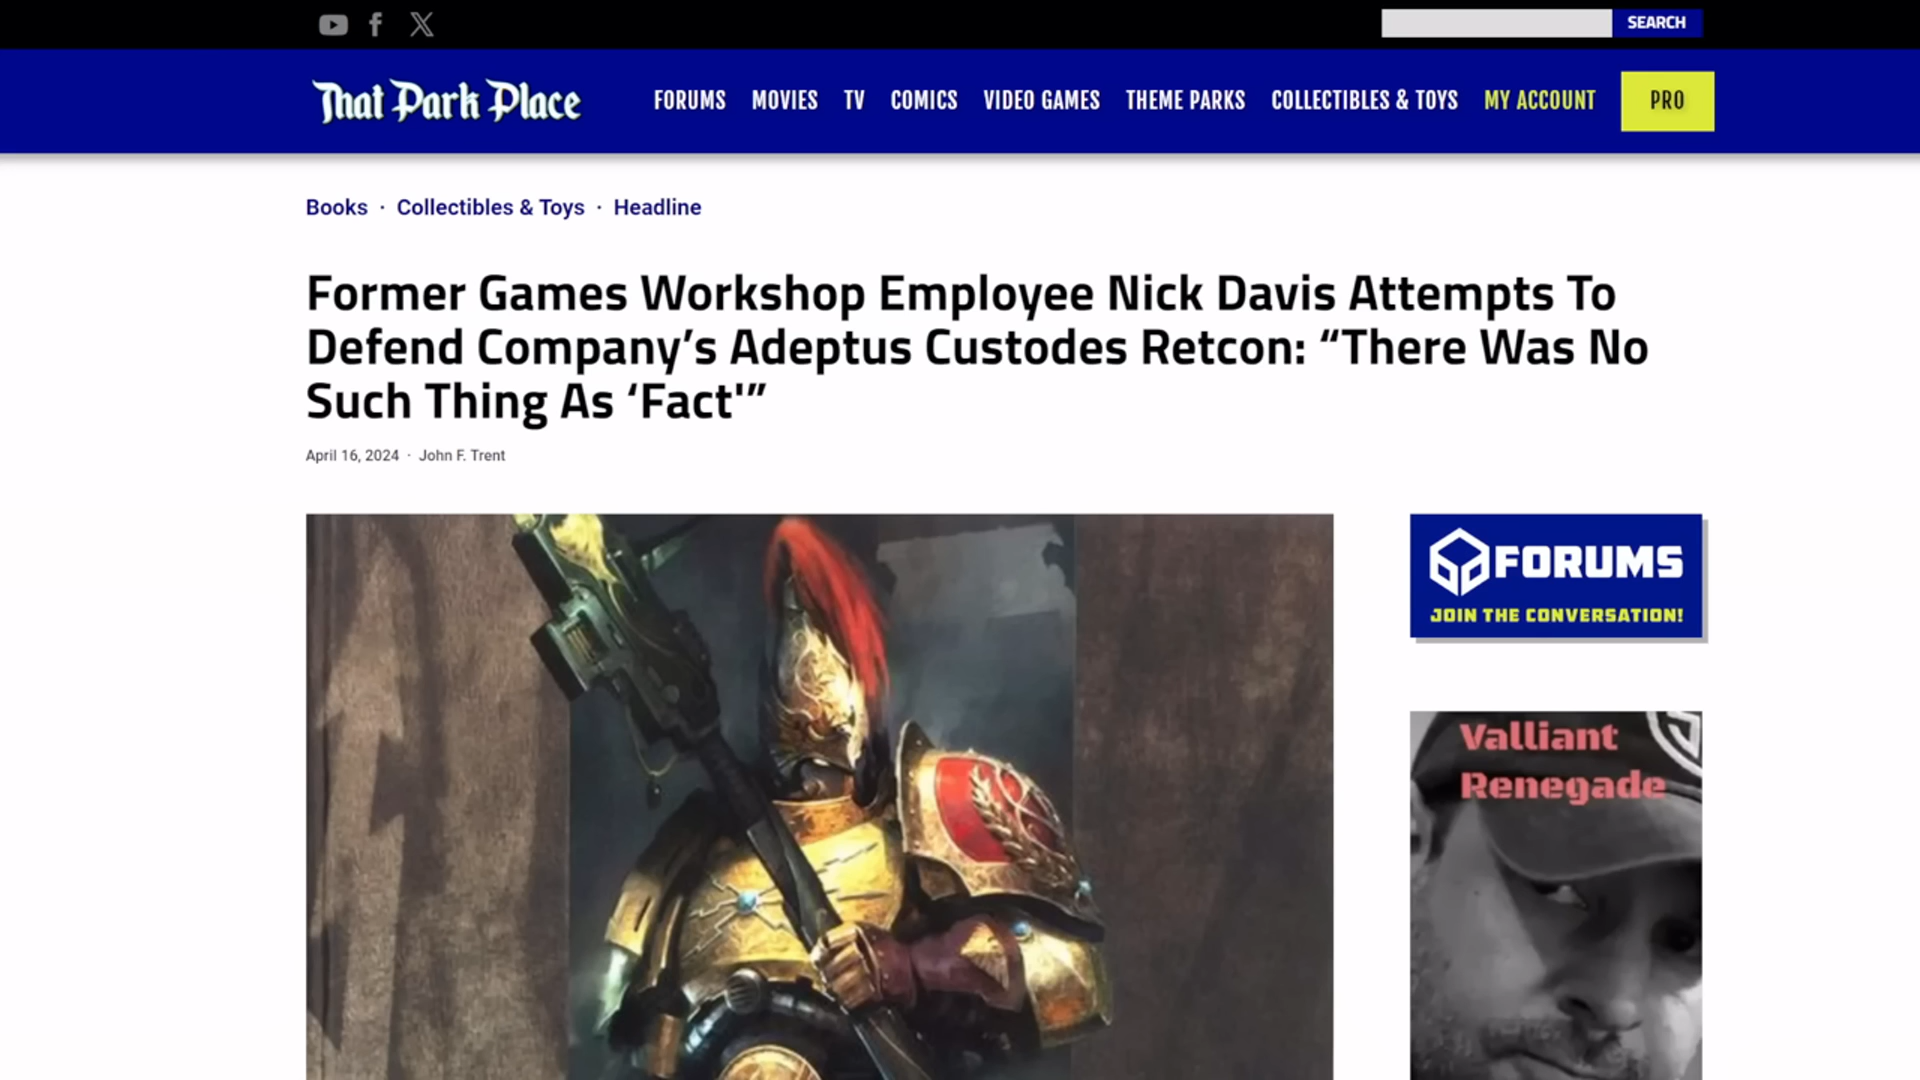 SEARCH
That Park Place
FORUMS MOVIES TV COMICS VIDEO GAMES THEME PARKS COLLECTIBLES & TOYS MY ACCOUNT PRO
Books · Collectibles & Toys · Headline
Former Games Workshop Employee Nick Davis Attempts To
Defend Company’s Adeptus Custodes Retcon: “There Was No
Such Thing As ‘Fact'”
April 16, 2024 · John F. Trent
FORUMS
JOIN THE CONVERSATION!
Valliant
Renegade